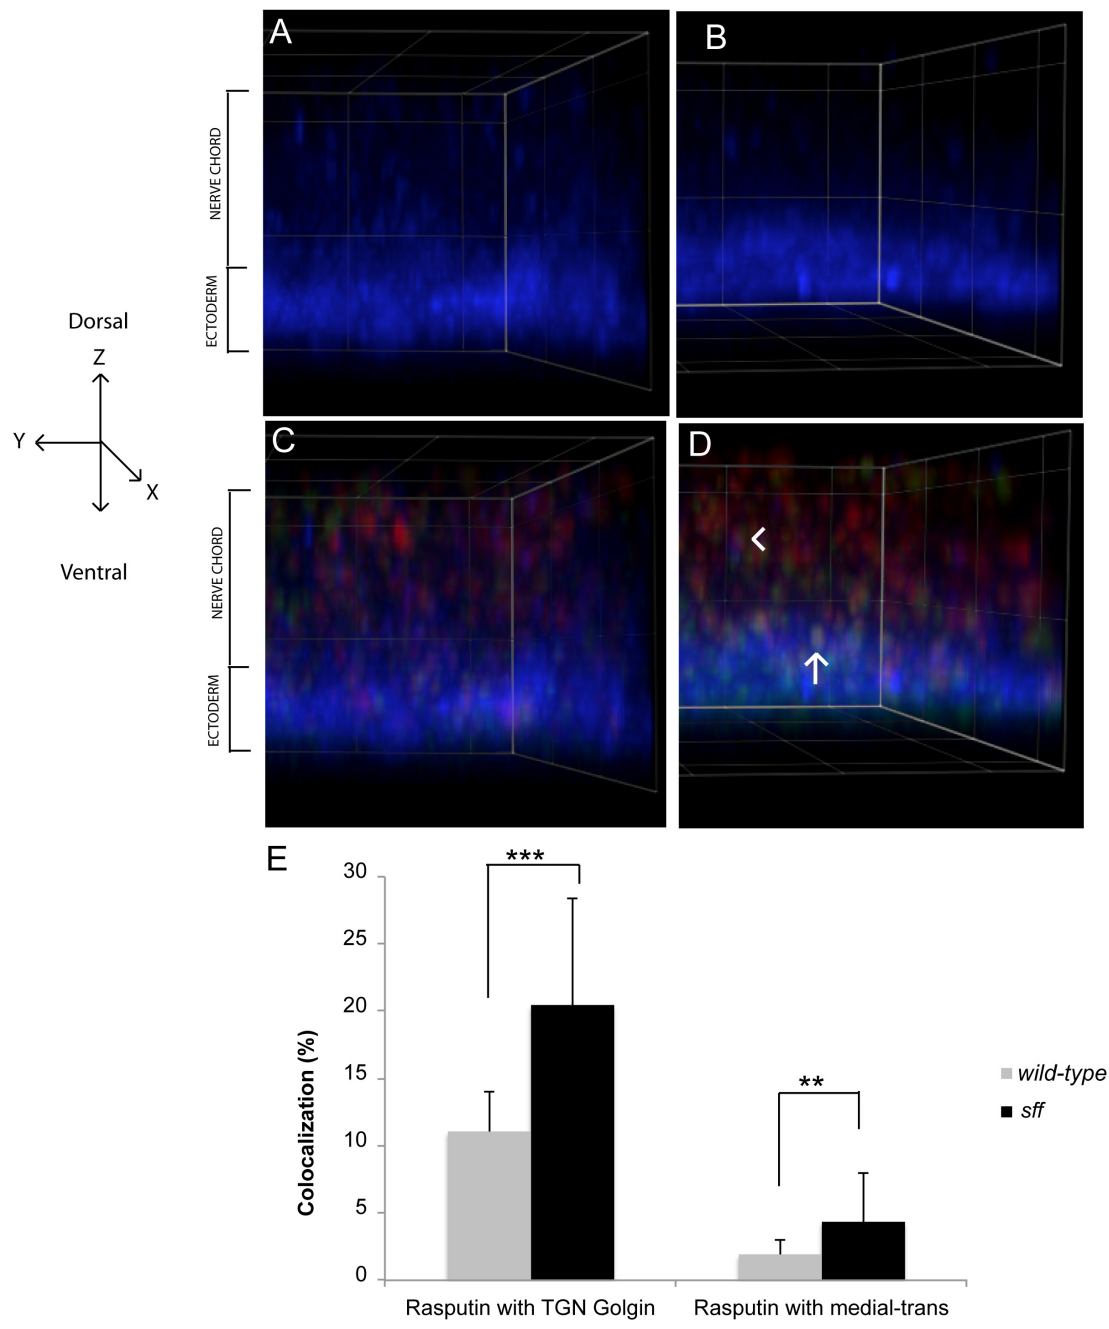 A
B
NERVE CHORD
ECTODERM
Dorsal
Z
Y
X
Ventral
C
D
NERVE CHORD
ECTODERM
E
***
30
25
20
15
10
5
0
**
Colocalization (%)
wild-type
sff
Rasputin with TGN Golgin
Rasputin with medial-trans